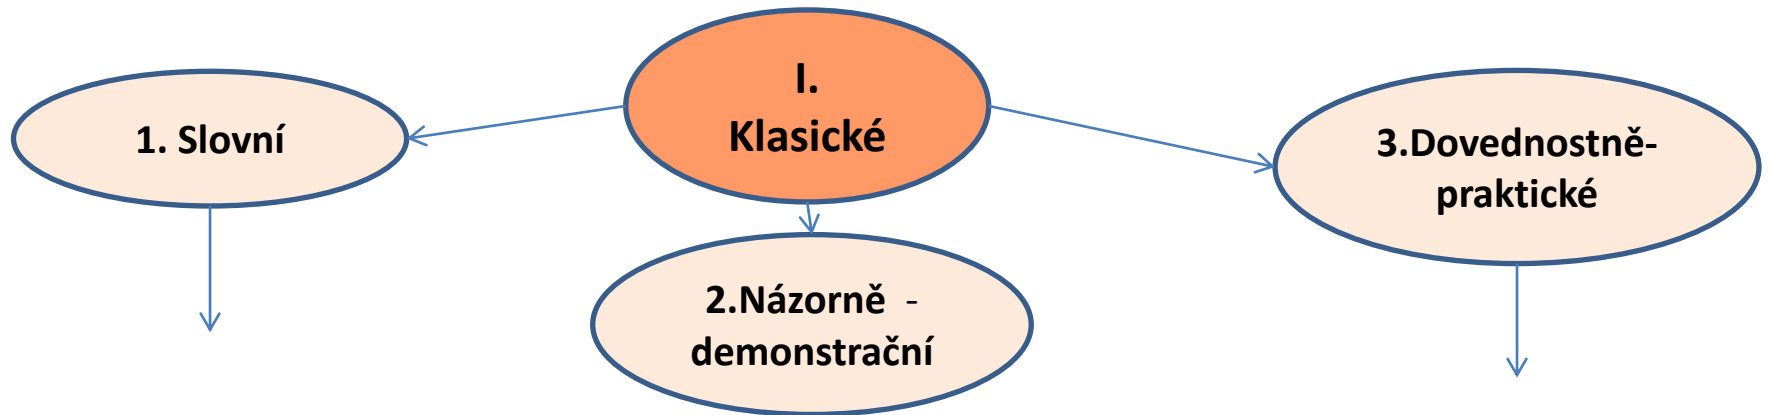 I.
Klasické
1. Slovní
2.Názorně -
demonstrační
3.Dovednostně-
praktické